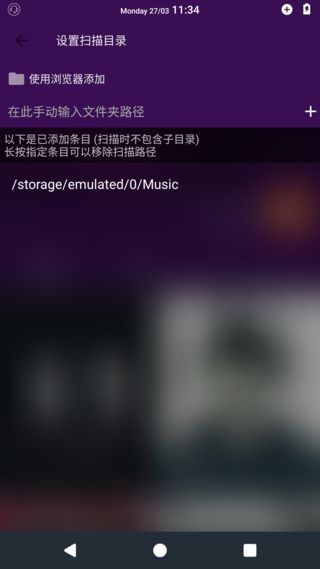 Monday 27/03 11:34
设置扫描目录
使用浏览器添加
在此手动输入文件夹路径
以下是已添加条目 (扫描时不包含子目录)
长按指定条目可以移除扫描路径
/storage/emulated/0/Music